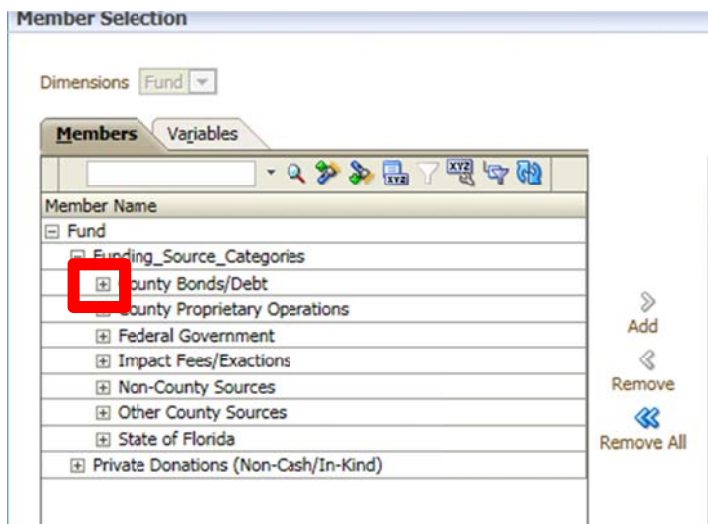 Member Selection
Dimensions Fund
Members Variables
Member Name
Fund
Funding_Source_Categories
County Bonds/Debt
County Proprietary Operations
Federal Government
Impact Fees/Exactions
Non-County Sources
Other County Sources
State of Florida
Private Donations (Non-Cash/In-Kind)
Add
Remove
Remove All